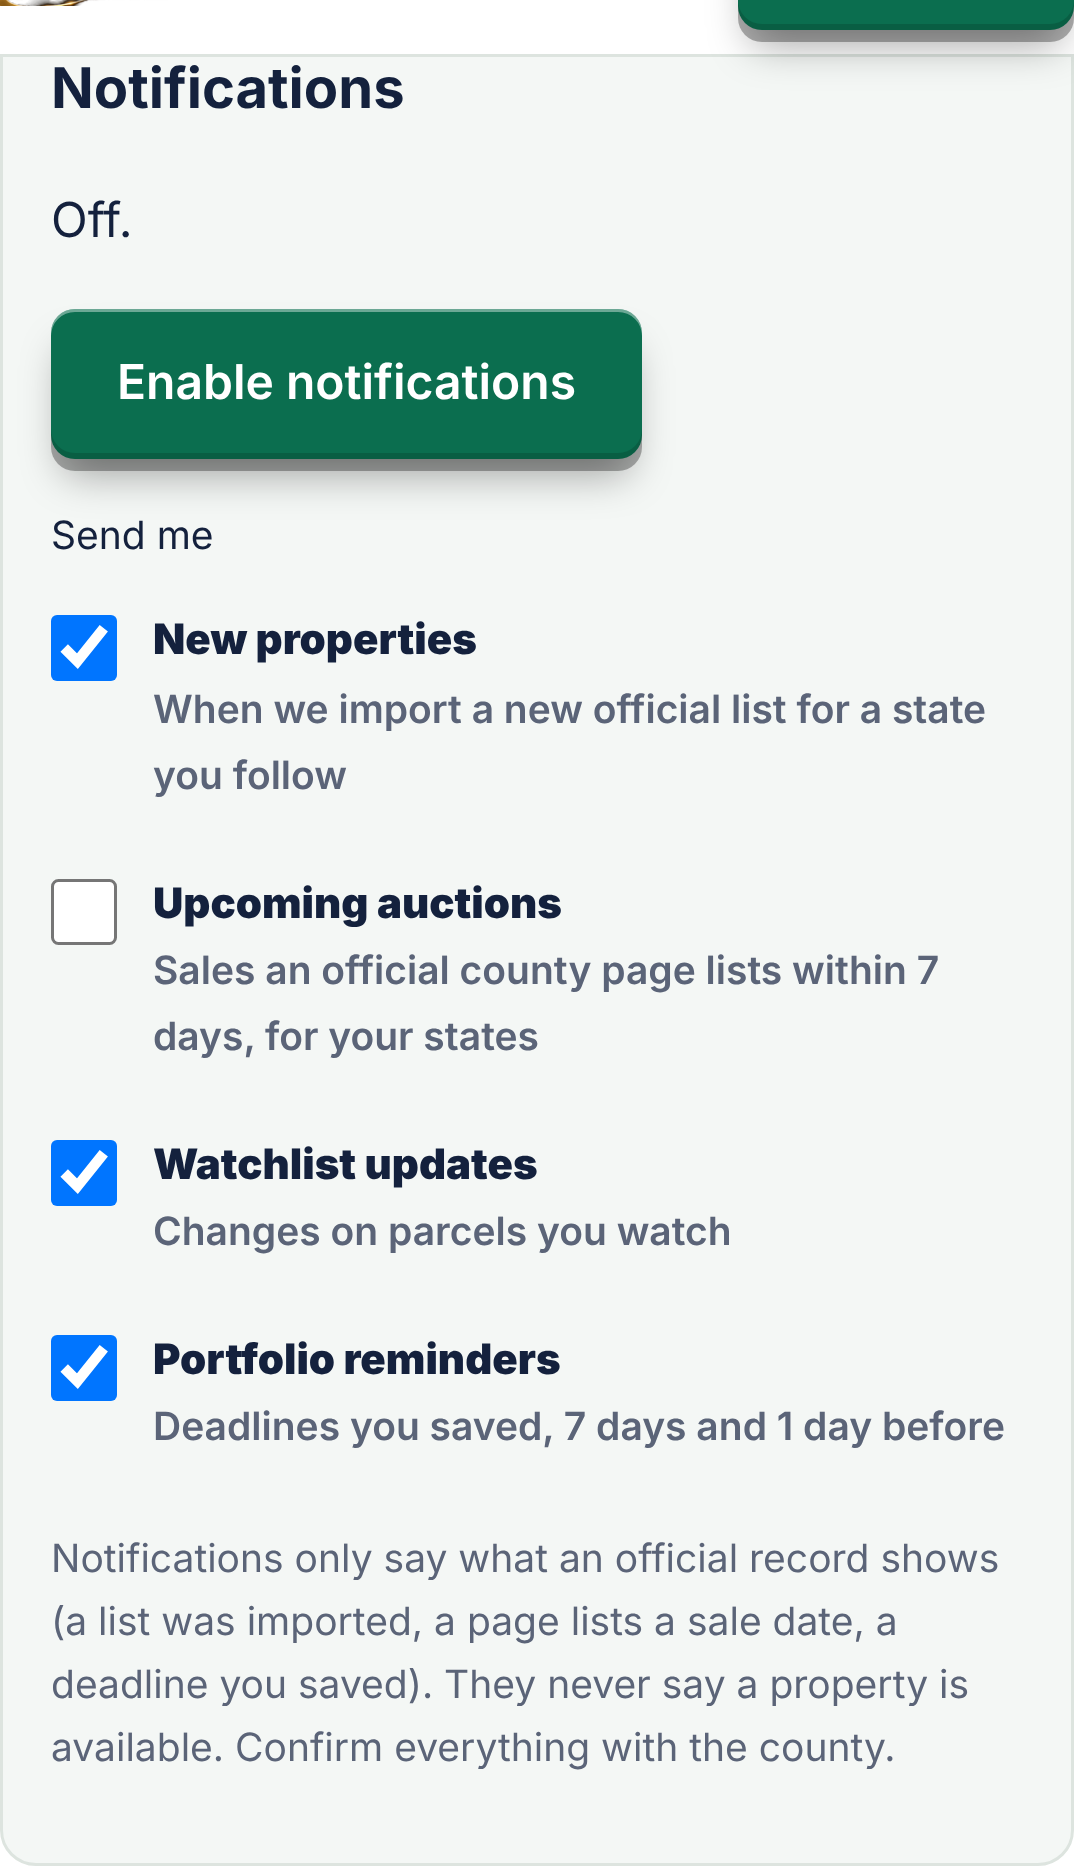 Notifications
Off.
Enable notifications
Send me
New properties
When we import a new official list for a state
you follow
Upcoming auctions
Sales an official county page lists within 7
days, for your states
Watchlist updates
Changes on parcels you watch
Portfolio reminders
Deadlines you saved, 7 days and 1 day before
Notifications only say what an official record shows
(a list was imported, a page lists a sale date, a
deadline you saved). They never say a property is
available. Confirm everything with the county.